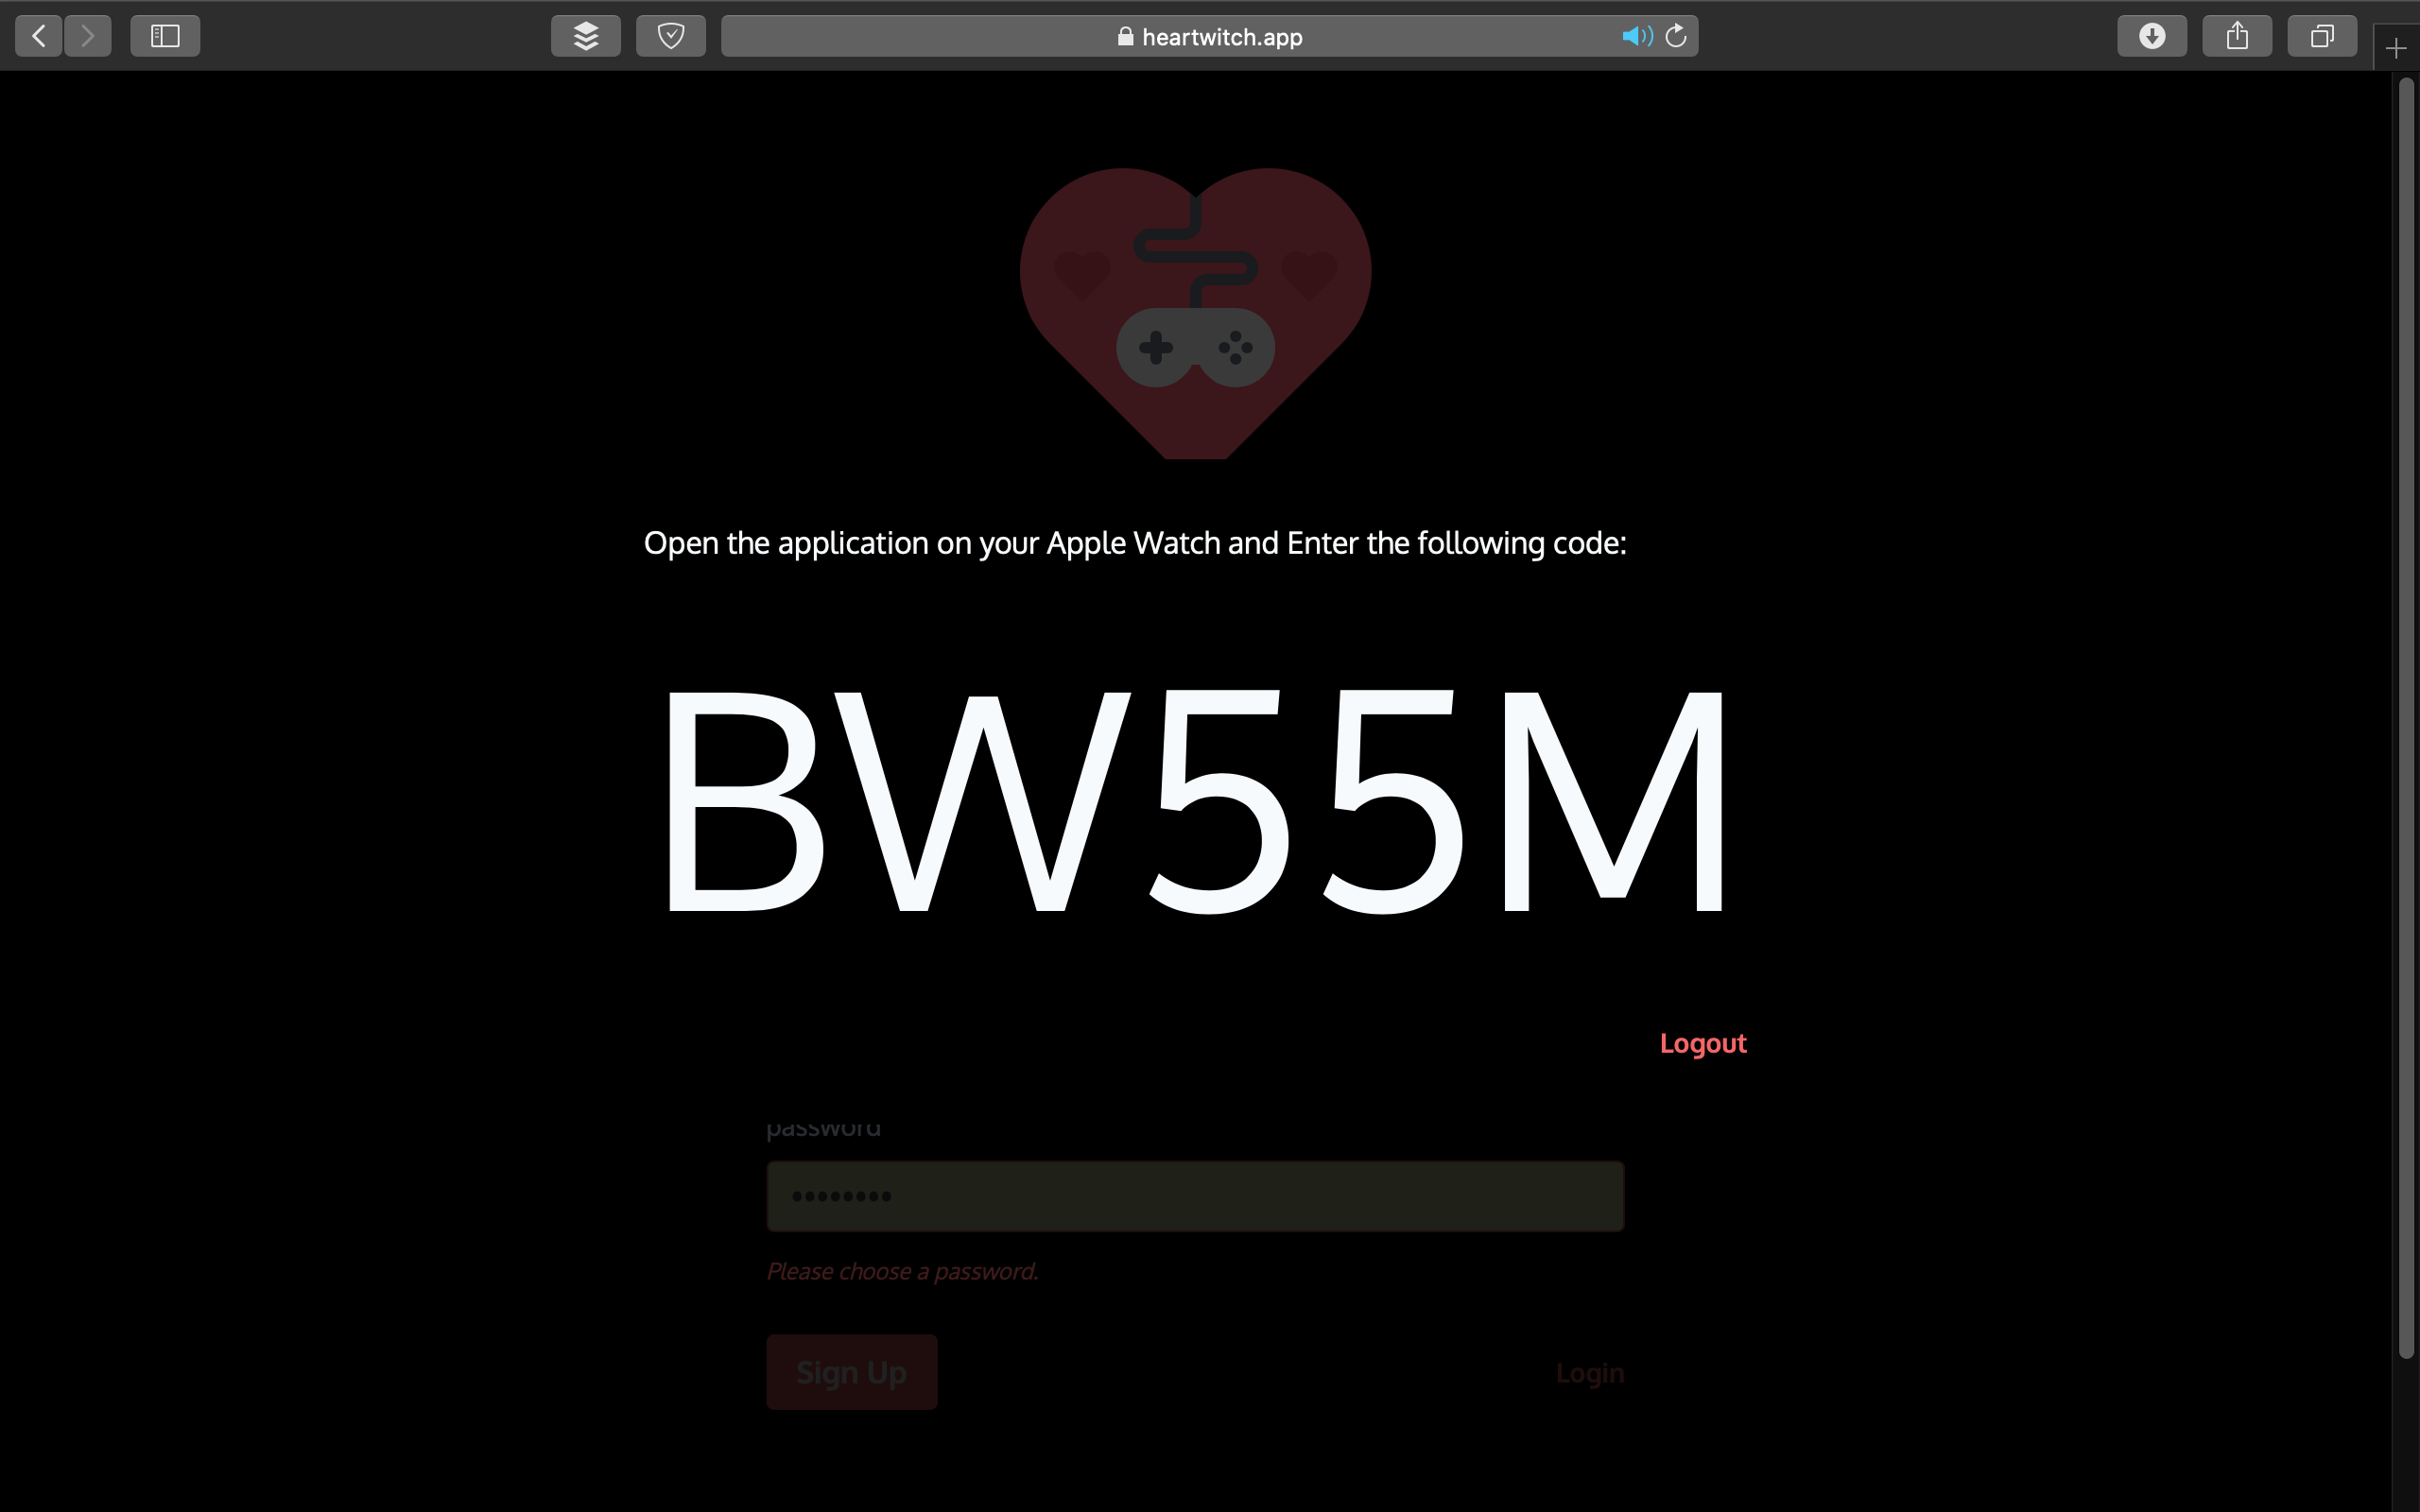 heartwitch.app
Open the application on your Apple Watch and Enter the following code:
BW55M
Logout
password
••••••••
Please choose a password.
Sign Up
Login